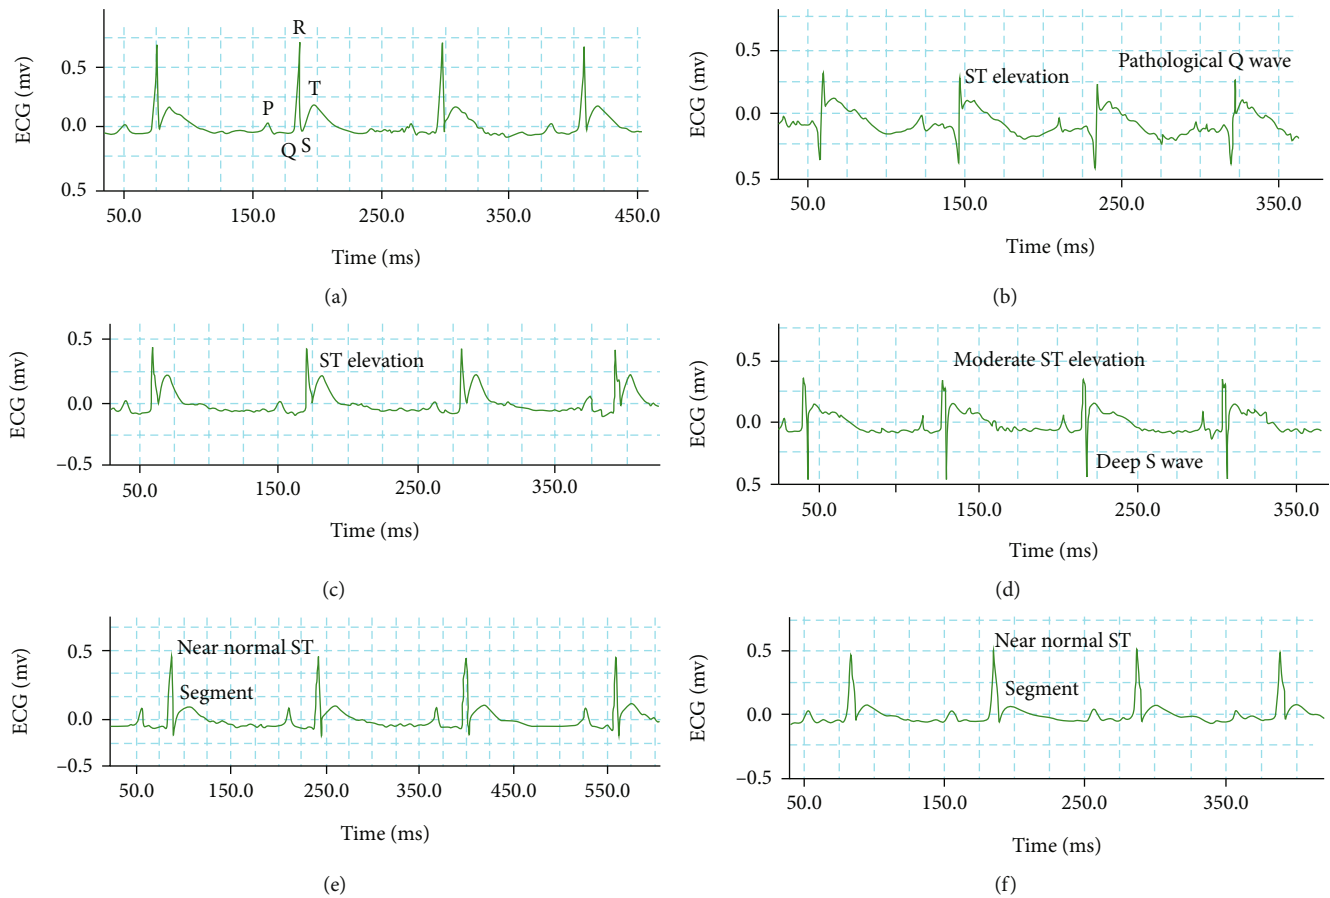 ECG (mv)
0.5
0.0
0.5
R
T
P
Q
S
50.0 150.0 250.0 350.0 450.0
Time (ms)
(a)
ECG (mv)
0.5
0.0
0.5
ST elevation
Pathological Q wave
50.0 150.0 250.0 350.0
Time (ms)
(b)
ECG (mv)
0.5
0.0
−0.5
ST elevation
50.0 150.0 250.0 350.0
Time (ms)
(c)
ECG (mv)
0.5
0.0
0.5
Moderate ST elevation
Deep S wave
50.0 150.0 250.0 350.0
Time (ms)
(d)
ECG (mv)
0.5
0.0
−0.5
Near normal ST
Segment
50.0 150.0 250.0 350.0 450.0 550.0
Time (ms)
(e)
ECG (mv)
0.5
0.0
−0.5
Near normal ST
Segment
50.0 150.0 250.0 350.0
Time (ms)
(f)